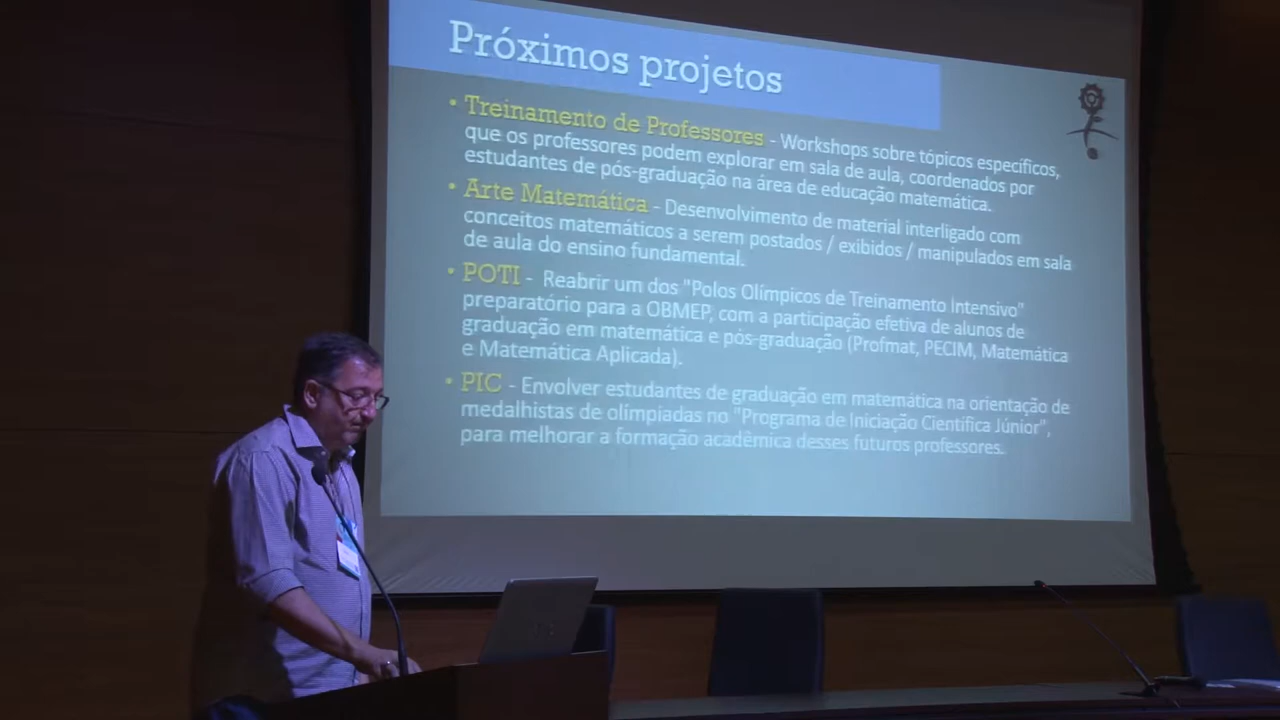 Próximos projetos
• Treinamento de Professores - Workshops sobre tópicos específicos,
que os professores podem explorar em sala de aula, coordenados por
estudantes de pós-graduação na área de educação matemática.
• Arte Matemática - Desenvolvimento de material interligado com
conceitos matemáticos a serem postados / exibidos / manipulados em sala
de aula do ensino fundamental.
• POTI - Reabrir um dos "Polos Olímpicos de Treinamento Intensivo"
preparatório para a OBMEP, com a participação efetiva de alunos de
graduação em matemática e pós-graduação (Profmat, PECIM, Matemática
e Matemática Aplicada).
• PIC - Envolver estudantes de graduação em matemática na orientação de
medalhistas de olimpíadas no "Programa de Iniciação Científica Júnior",
para melhorar a formação acadêmica desses futuros professores.